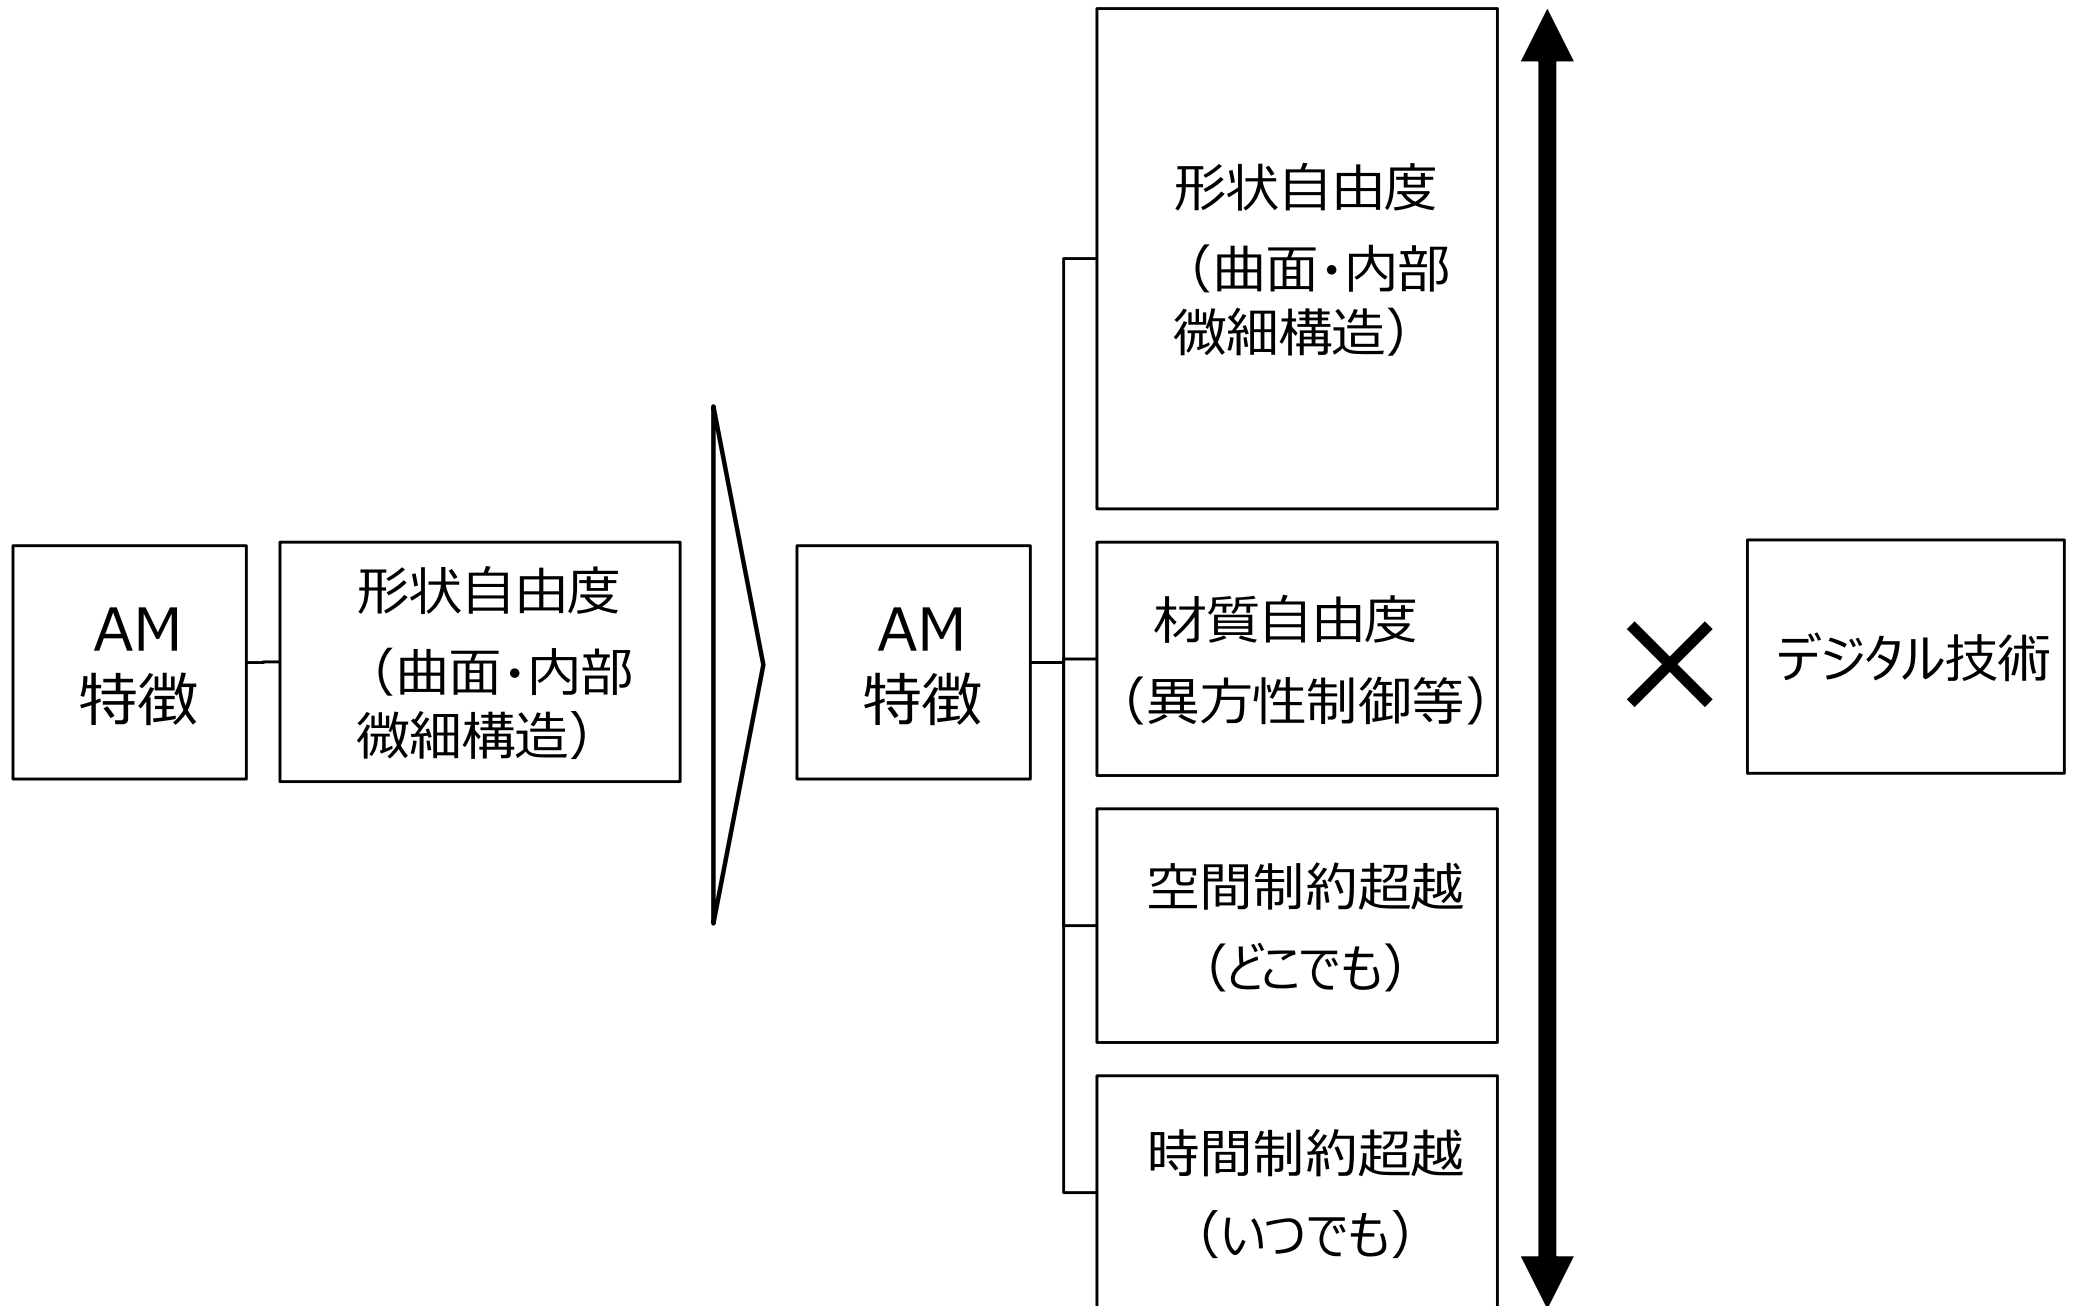 AM
特徴
形状自由度
（曲面・内部
微細構造）
AM
特徴
形状自由度
（曲面・内部
微細構造）
材質自由度
（異方性制御等）
空間制約超越
（どこでも）
時間制約超越
（いつでも）
デジタル技術